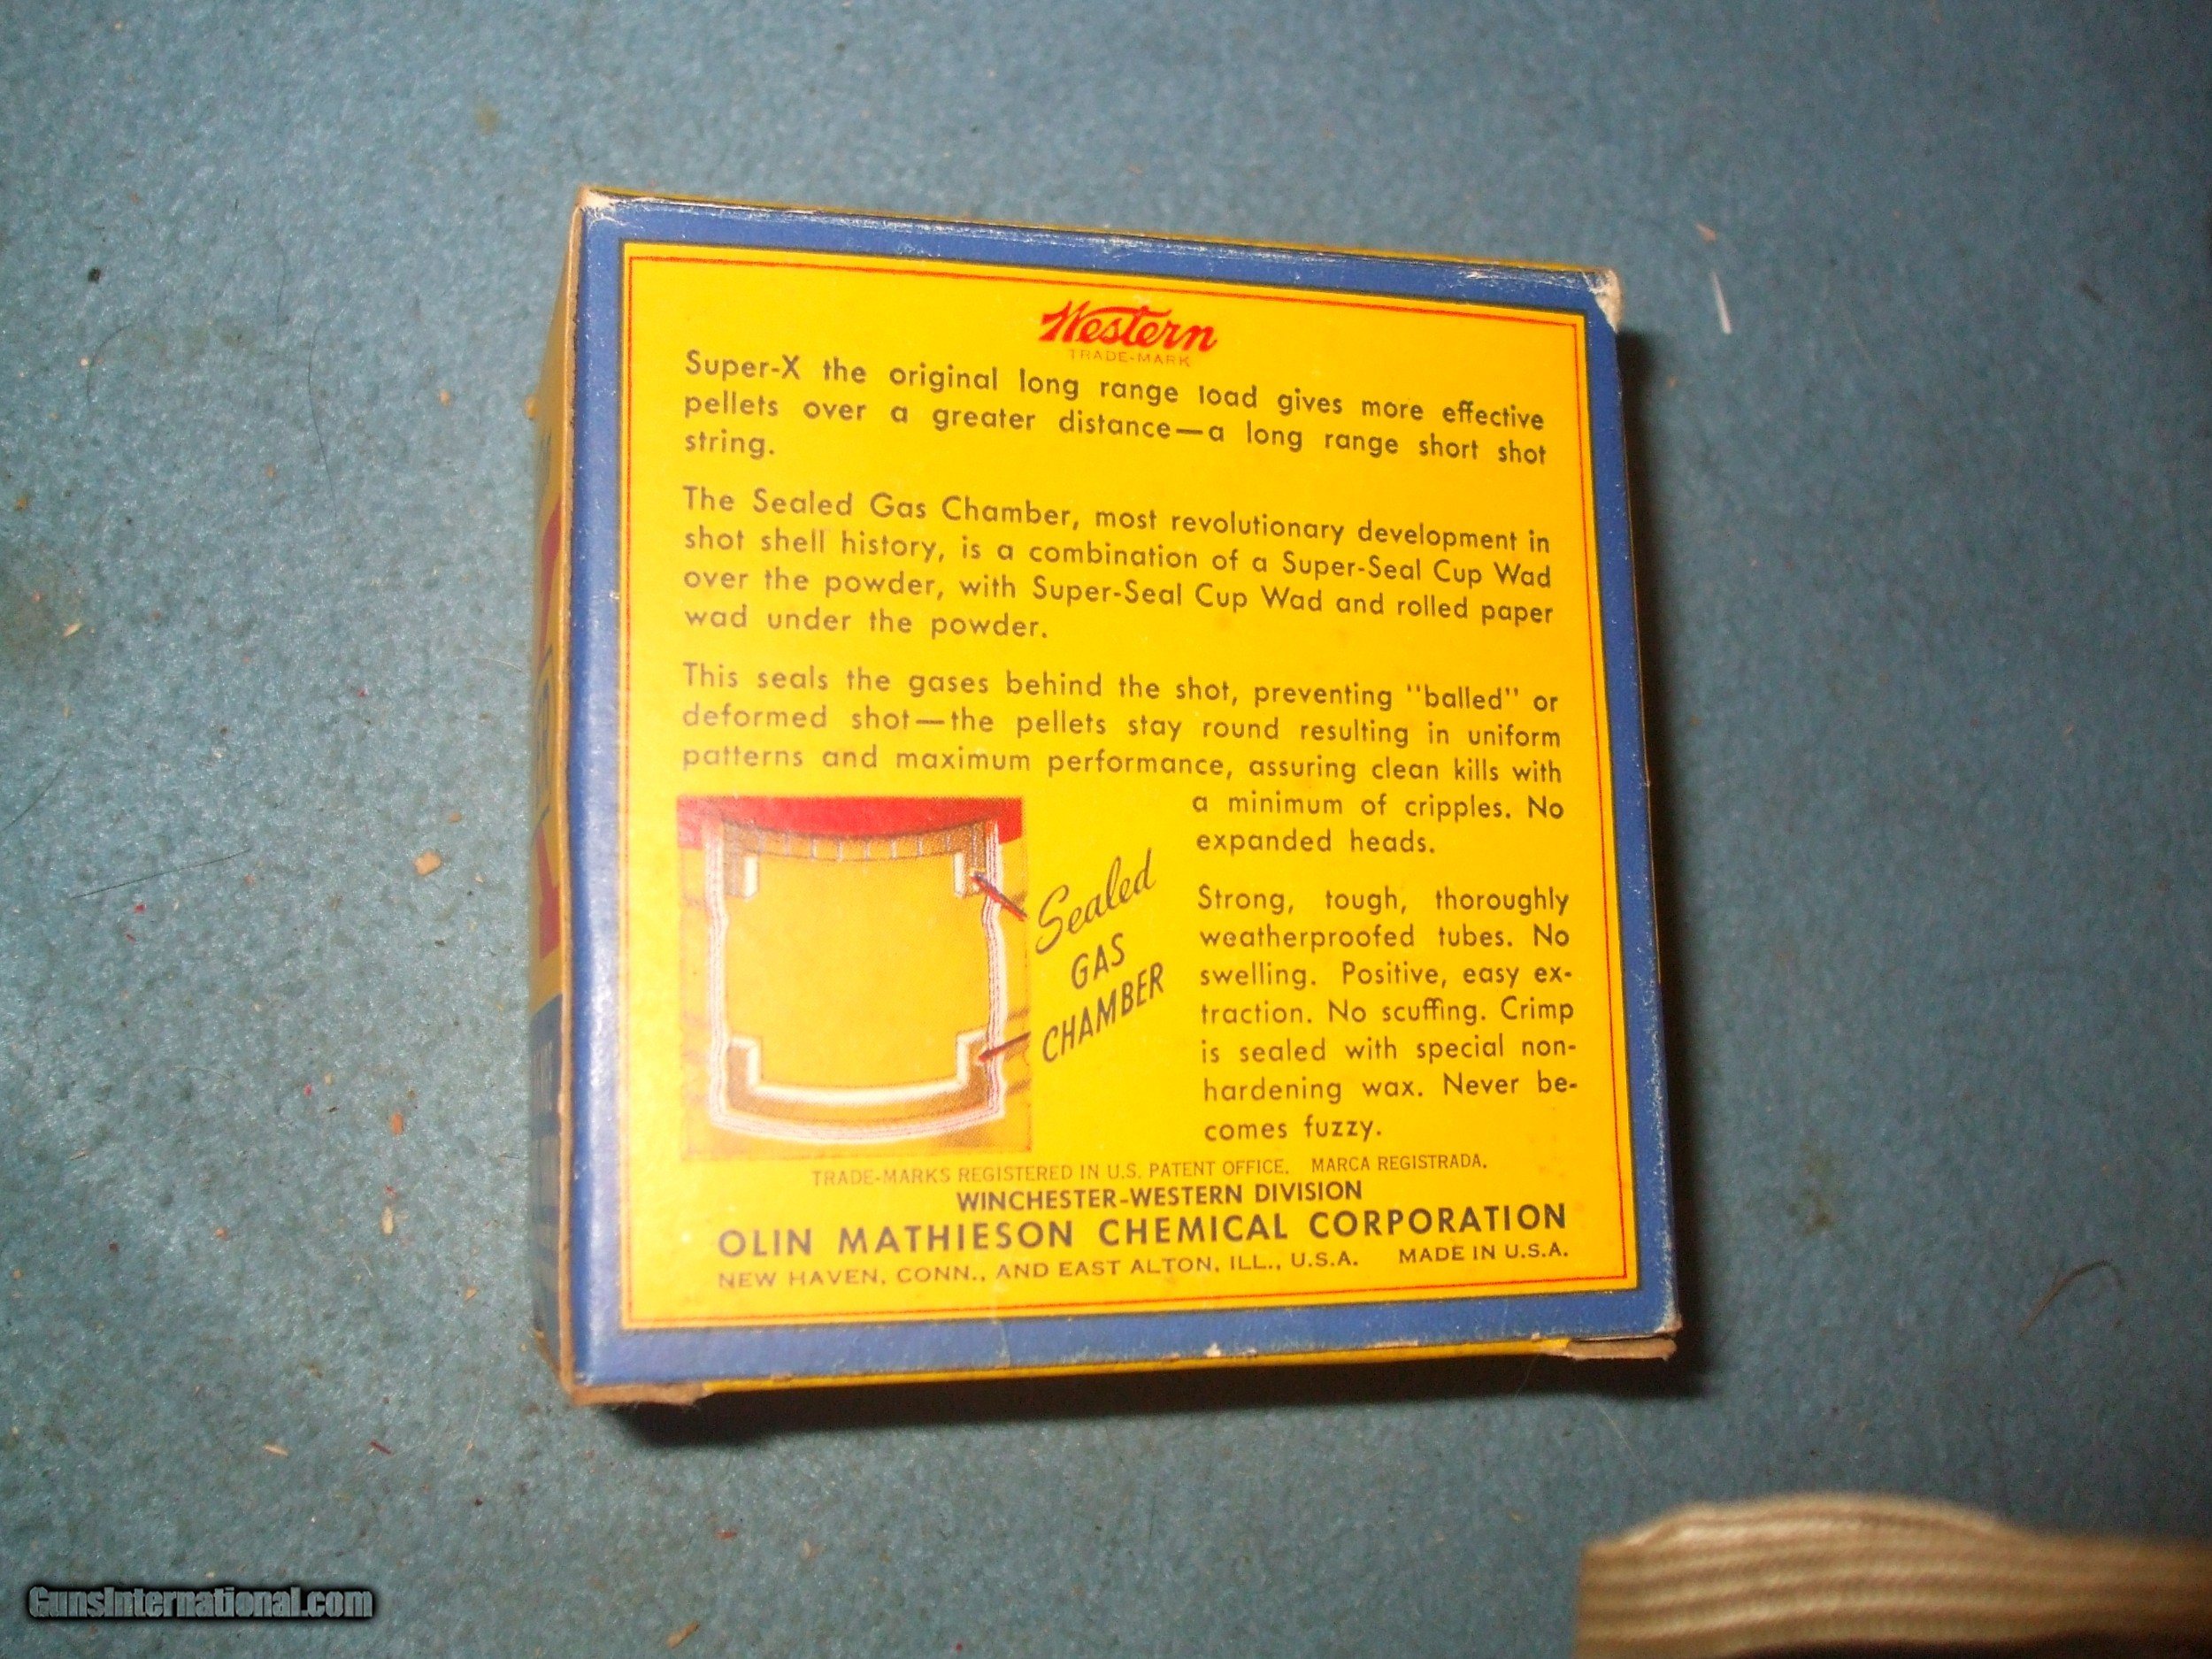 Western
TRADE-MARK
Super-X the original long range load gives more effective
pellets over a greater distance—a long range short shot
string.
The Sealed Gas Chamber, most revolutionary development in
shot shell history, is a combination of a Super-Seal Cup Wad
over the powder, with Super-Seal Cup Wad and rolled paper
wad under the powder.
This seals the gases behind the shot, preventing "balled" or
deformed shot—the pellets stay round resulting in uniform
patterns and maximum performance, assuring clean kills with
a minimum of cripples. No
expanded heads.
Sealed
GAS
CHAMBER
Strong, tough, thoroughly
weatherproofed tubes. No
swelling. Positive, easy ex-
traction. No scuffing. Crimp
is sealed with special non-
hardening wax. Never be-
comes fuzzy.
TRADE-MARKS REGISTERED IN U.S. PATENT OFFICE. MARCA REGISTRADA.
WINCHESTER-WESTERN DIVISION
OLIN MATHIESON CHEMICAL CORPORATION
NEW HAVEN, CONN., AND EAST ALTON, ILL., U.S.A. MADE IN U.S.A.
GunsInternational.com